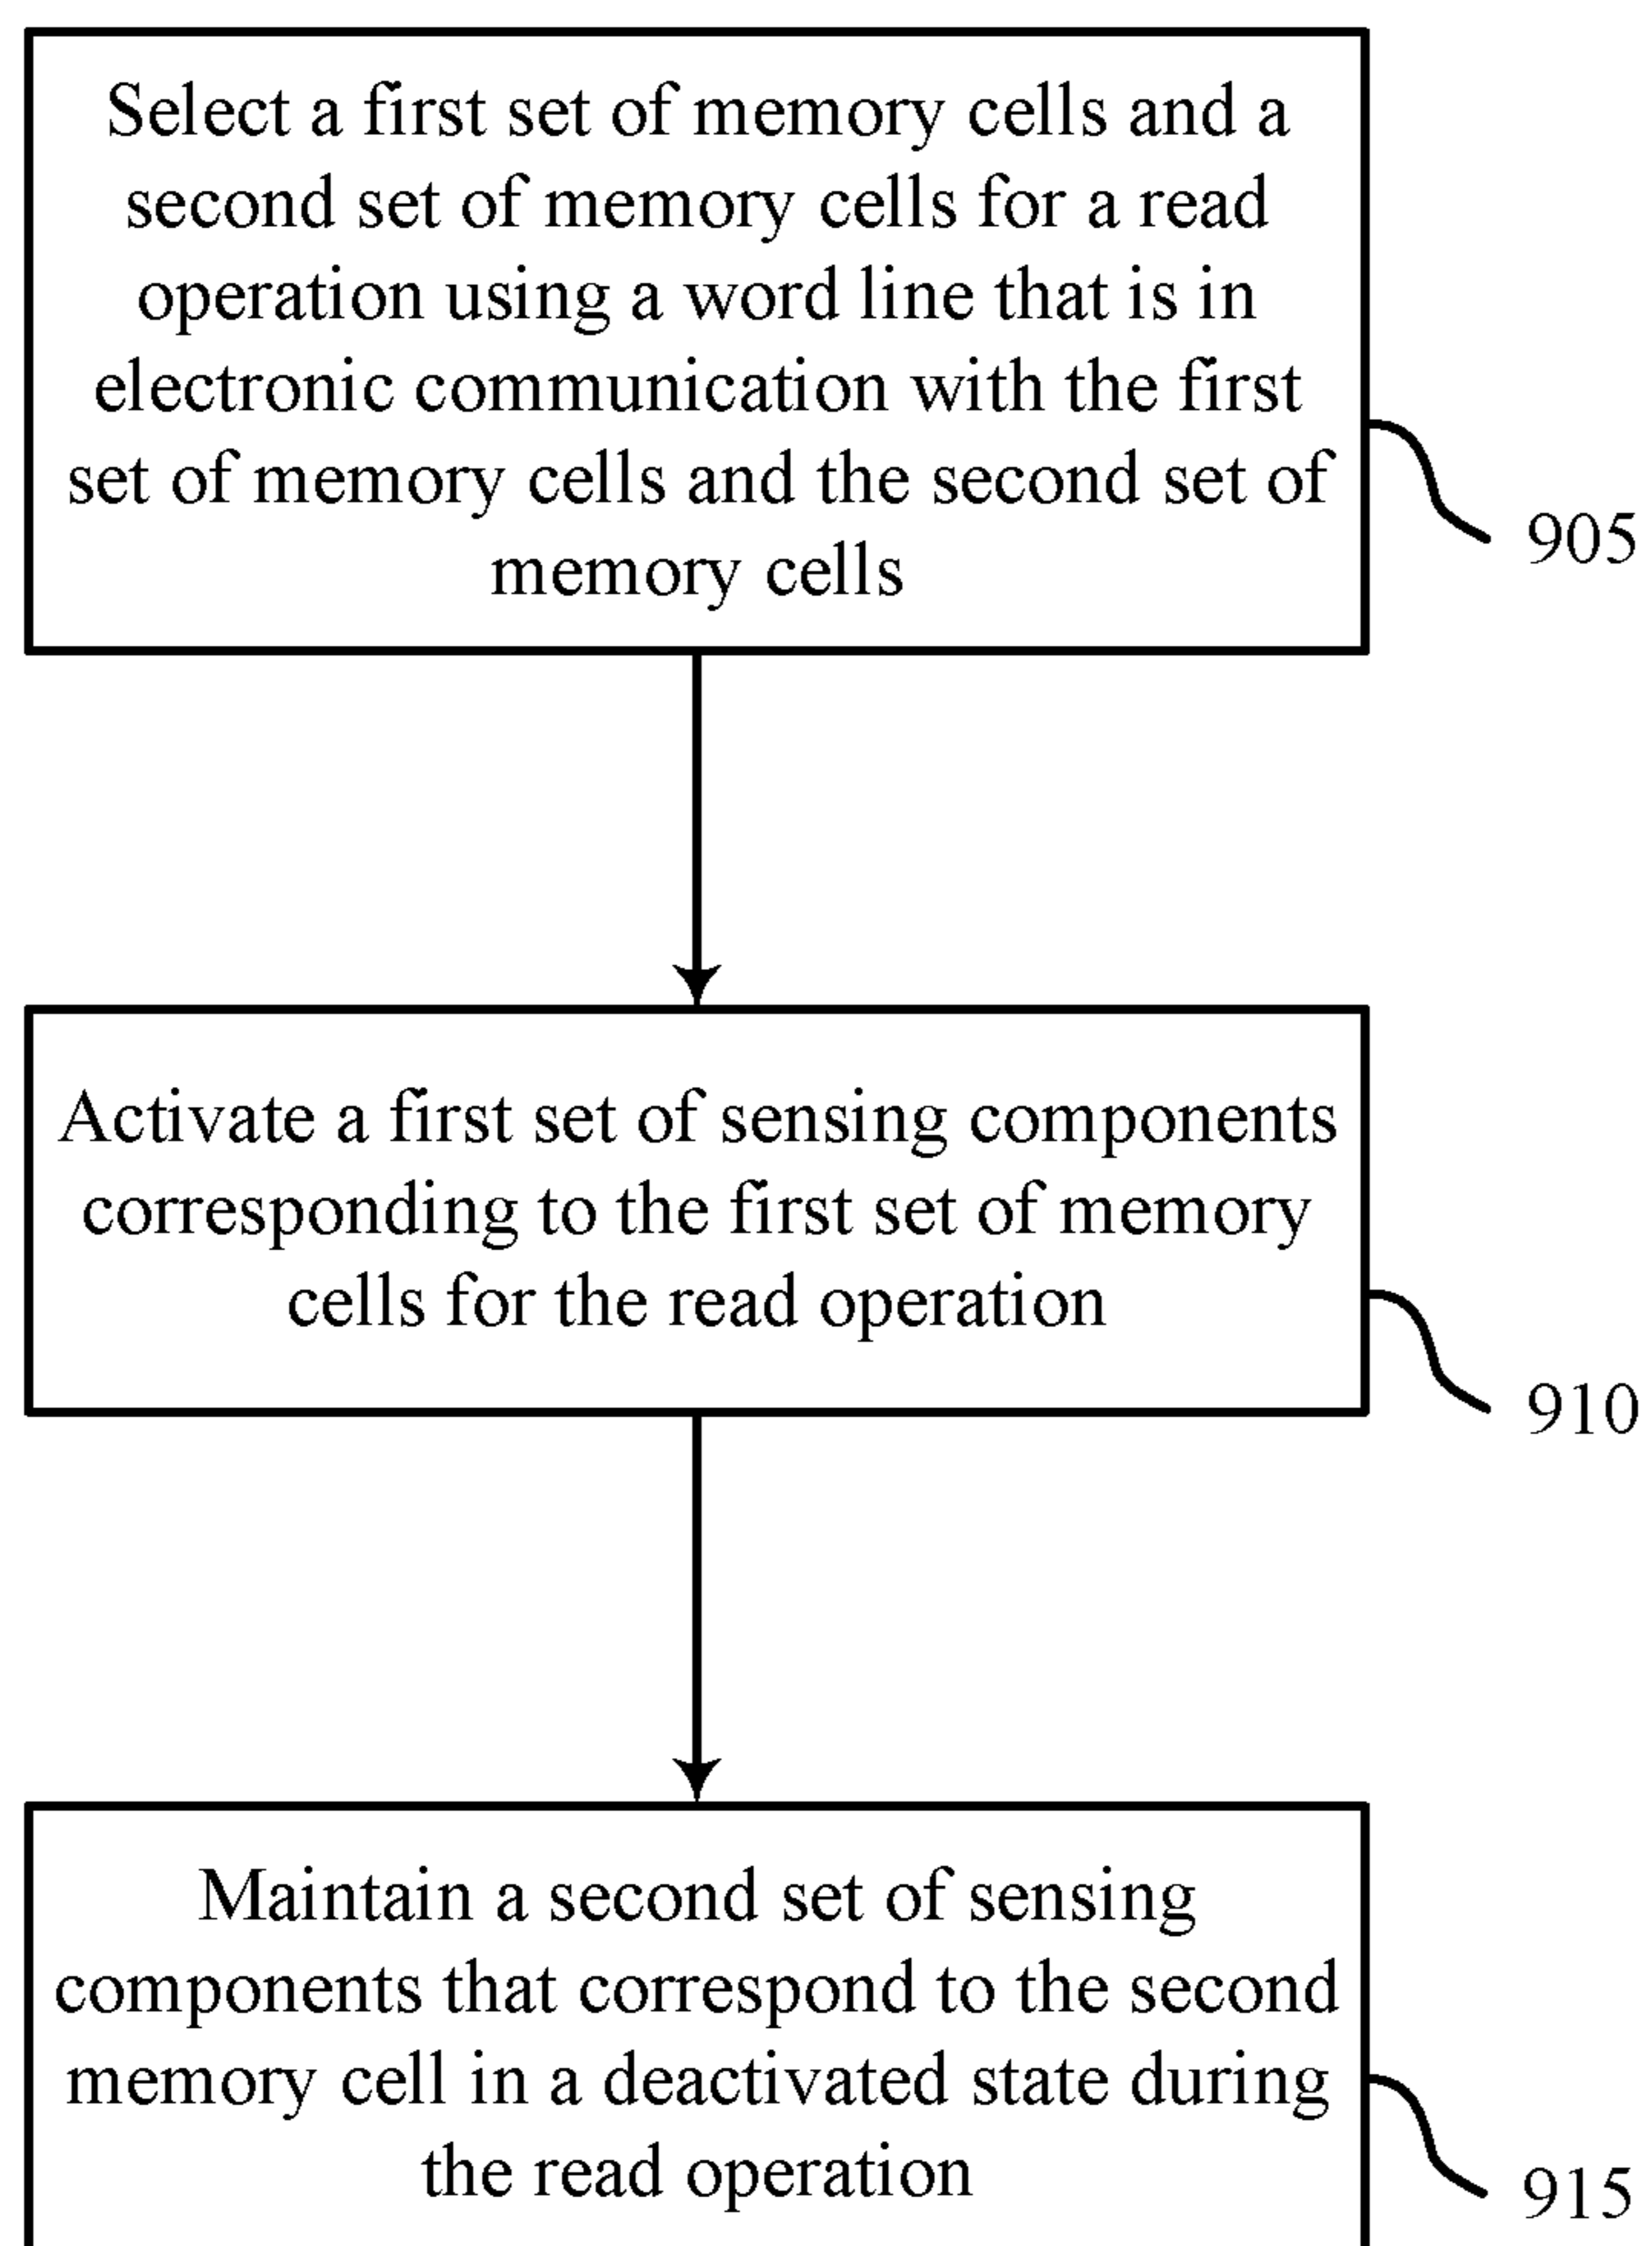 Select a first set of memory cells and a
second set of memory cells for a read
operation using a word line that is in
electronic communication with the first
set of memory cells and the second set of
memory cells
905
Activate a first set of sensing components
corresponding to the first set of memory
cells for the read operation
910
Maintain a second set of sensing
components that correspond to the second
memory cell in a deactivated state during
the read operation
915